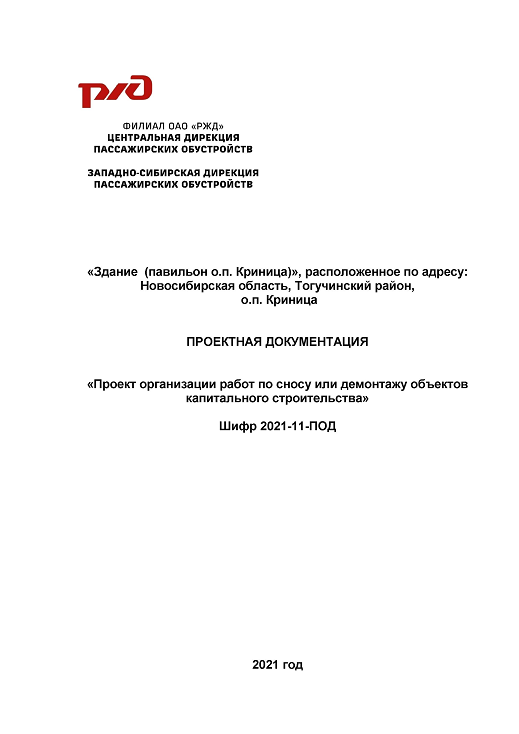 ржд
ФИЛИАЛ ОАО «РЖД»
ЦЕНТРАЛЬНАЯ ДИРЕКЦИЯ
ПАССАЖИРСКИХ ОБУСТРОЙСТВ
ЗАПАДНО-СИБИРСКАЯ ДИРЕКЦИЯ
ПАССАЖИРСКИХ ОБУСТРОЙСТВ
«Здание (павильон о.п. Криница)», расположенное по адресу:
Новосибирская область, Тогучинский район,
о.п. Криница
ПРОЕКТНАЯ ДОКУМЕНТАЦИЯ
«Проект организации работ по сносу или демонтажу объектов
капитального строительства»
Шифр 2021-11-ПОД
2021 год